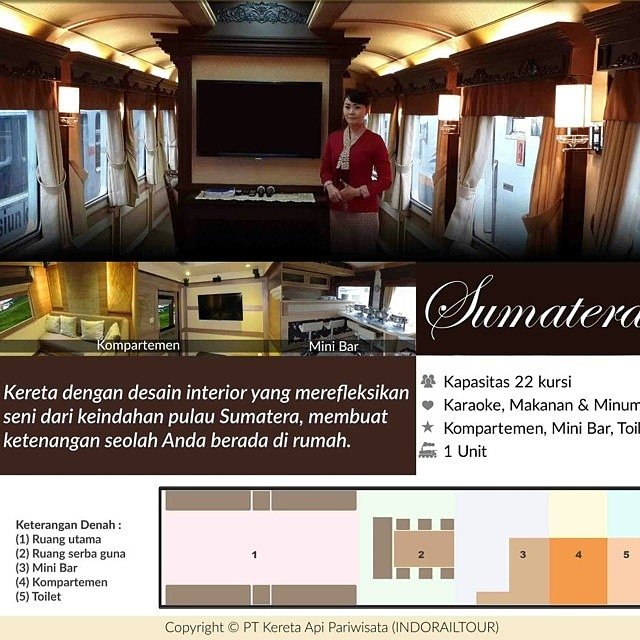 Sumatera
Kompartemen
Mini Bar
Kereta dengan desain interior yang merefleksikan
seni dari keindahan pulau Sumatera, membuat
ketenangan seolah Anda berada di rumah.
Kapasitas 22 kursi
Karaoke, Makanan & Minum
Kompartemen, Mini Bar, Toil
1 Unit
Keterangan Denah :
(1) Ruang utama
(2) Ruang serba guna
(3) Mini Bar
(4) Kompartemen
(5) Toilet
1
2
3
4
5
Copyright © PT Kereta Api Pariwisata (INDORAILTOUR)